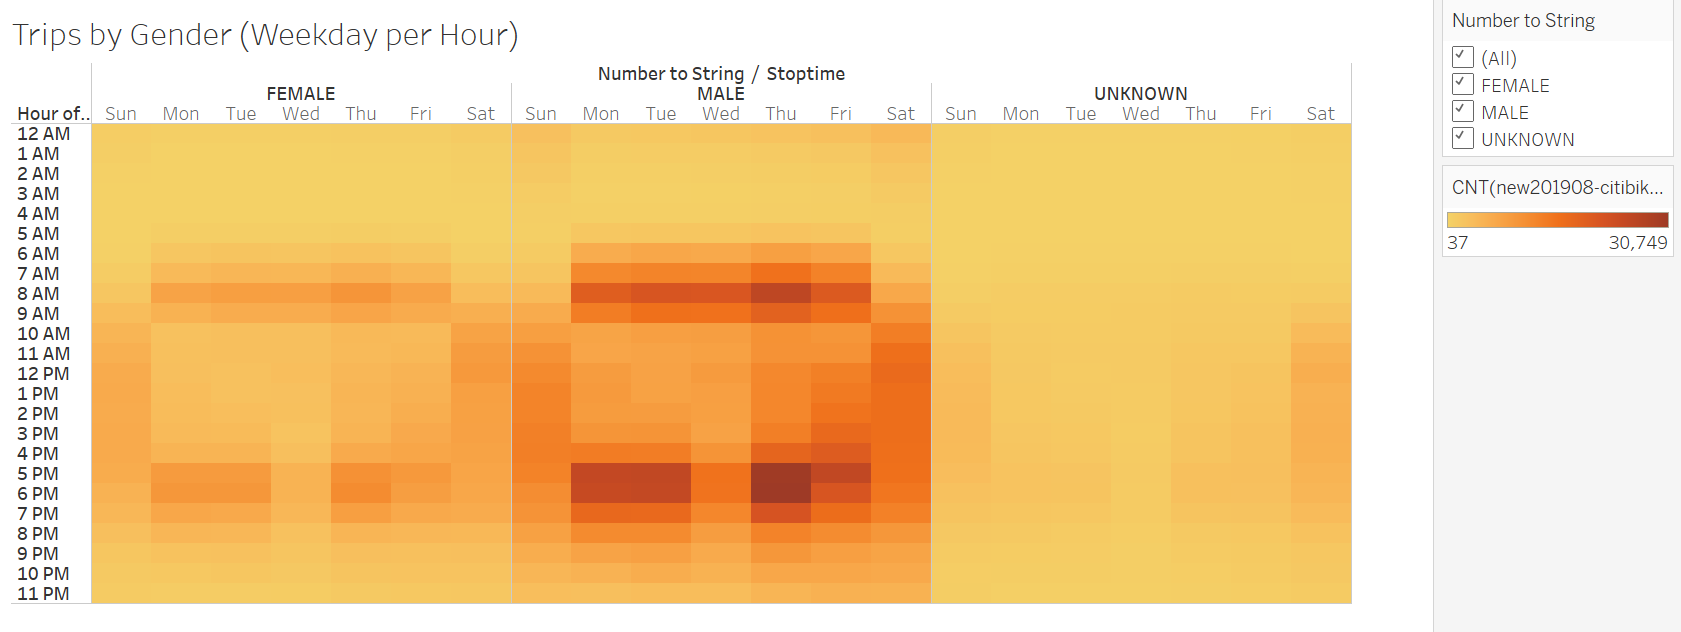 Trips by Gender (Weekday per Hour)
Number to String / Stoptime
FEMALE MALE UNKNOWN
Hour of.. Sun Mon Tue Wed Thu Fri Sat Sun Mon Tue Wed Thu Fri Sat Sun Mon Tue Wed Thu Fri Sat
12 AM
1 AM
2 AM
3 AM
4 AM
5 AM
6 AM
7 AM
8 AM
9 AM
10 AM
11 AM
12 PM
1 PM
2 PM
3 PM
4 PM
5 PM
6 PM
7 PM
8 PM
9 PM
10 PM
11 PM
Number to String
(All)
FEMALE
MALE
UNKNOWN
CNT(new201908-citibik...
37 30,749